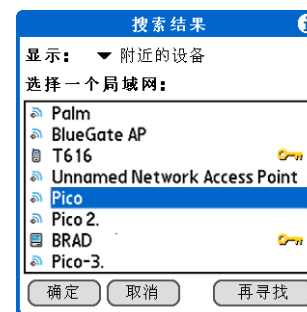 搜索结果
显示： 附近的设备
选择一个局域网：
Palm
BlueGate AP
T616
Unnamed Network Access Point
Pico
Pico 2.
BRAD
Pico-3.
确定 取消 再寻找